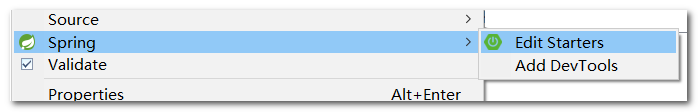 Source
Spring
Validate
Properties Alt+Enter
Edit Starters
Add DevTools